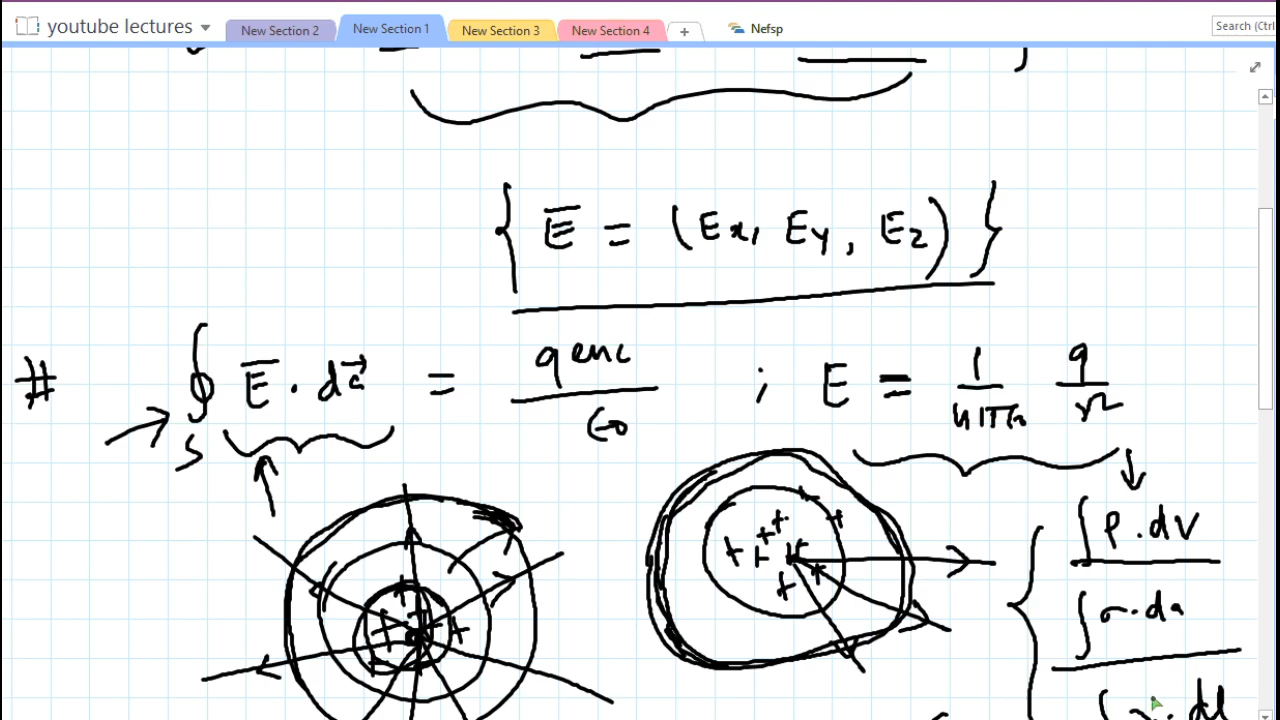 youtube lectures New Section 2 New Section 1 New Section 3 New Section 4 + Nefsp Search (Ctrl
{ E̅ = (Ex, Ey, Ez) }
# ∮S E̅ · da⃗ = qenc / ε0 ; E = 1/4πε0 q/r²
∫ ρ · dV
∫ σ · da
∫ λ · dl